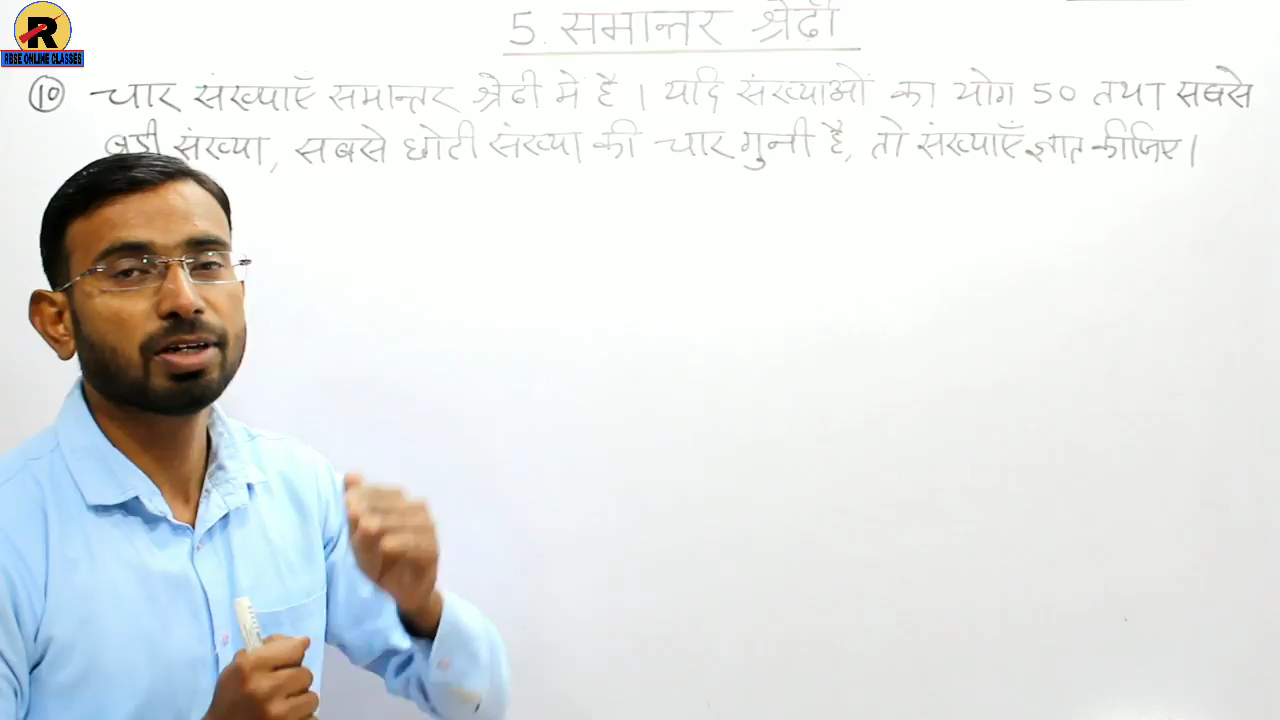 R
RBSE ONLINE CLASSES
5. समान्तर श्रेढी
(10) चार संख्याएँ समान्तर श्रेढी में है । यदि संख्याओं का योग 50 तथा सबसे
बड़ी संख्या, सबसे छोटी संख्या की चार गुनी है, तो संख्याएँ ज्ञात कीजिए ।